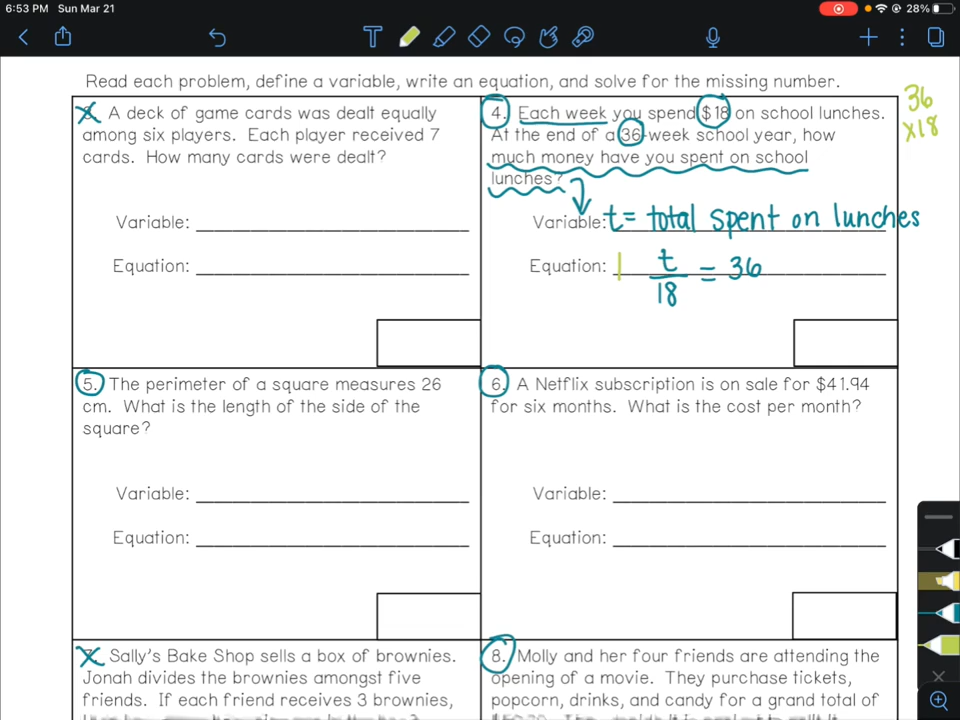 6:53 PM Sun Mar 21
28%
Read each problem, define a variable, write an equation, and solve for the missing number.
A deck of game cards was dealt equally
among six players. Each player received 7
cards. How many cards were dealt?
Variable:
Equation:
4. Each week you spend $18 on school lunches.
At the end of a 36-week school year, how
much money have you spent on school
lunches?
Variable: t= total spent on lunches
Equation: t
= 36
18
36
x18
5. The perimeter of a square measures 26
cm. What is the length of the side of the
square?
Variable:
Equation:
6. A Netflix subscription is on sale for $41.94
for six months. What is the cost per month?
Variable:
Equation:
7. Sally's Bake Shop sells a box of brownies.
Jonah divides the brownies amongst five
friends. If each friend receives 3 brownies,
8. Molly and her four friends are attending the
opening of a movie. They purchase tickets,
popcorn, drinks, and candy for a grand total of